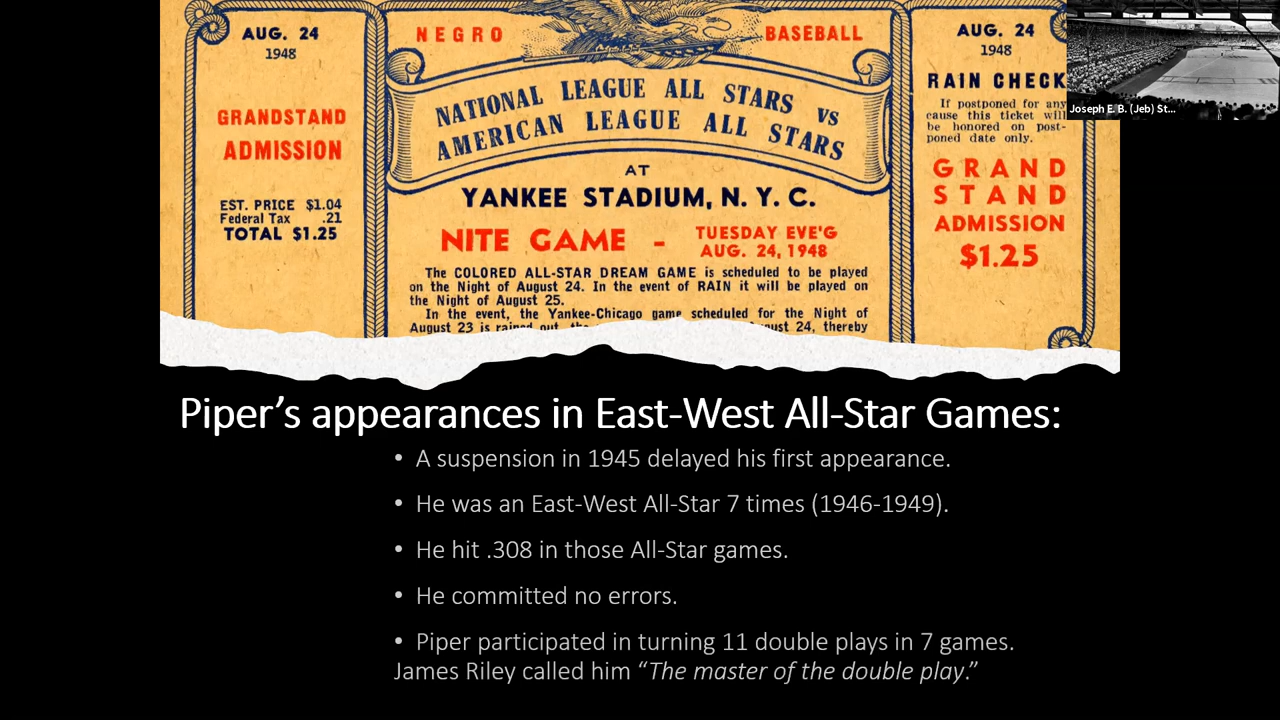 AUG. 24
1948
GRANDSTAND
ADMISSION
EST. PRICE $1.04
Federal Tax .21
TOTAL $1.25
NEGRO BASEBALL
NATIONAL LEAGUE ALL STARS vs
AMERICAN LEAGUE ALL STARS
AT
YANKEE STADIUM, N. Y. C.
NITE GAME - TUESDAY EVE'G
AUG. 24, 1948
The COLORED ALL-STAR DREAM GAME is scheduled to be played
on the Night of August 24. In the event of RAIN it will be played on
the Night of August 25.
In the event, the Yankee-Chicago game scheduled for the Night of
August 23 is rained out, 24, thereby
AUG. 24
1948
RAIN CHECK
If postponed for any
cause this ticket will
be honored on post-
poned date only.
GRAND
STAND
ADMISSION
$1.25
Joseph E. B. (Jeb) St...
Piper's appearances in East-West All-Star Games:
• A suspension in 1945 delayed his first appearance.
• He was an East-West All-Star 7 times (1946-1949).
• He hit .308 in those All-Star games.
• He committed no errors.
• Piper participated in turning 11 double plays in 7 games.
James Riley called him “The master of the double play.”